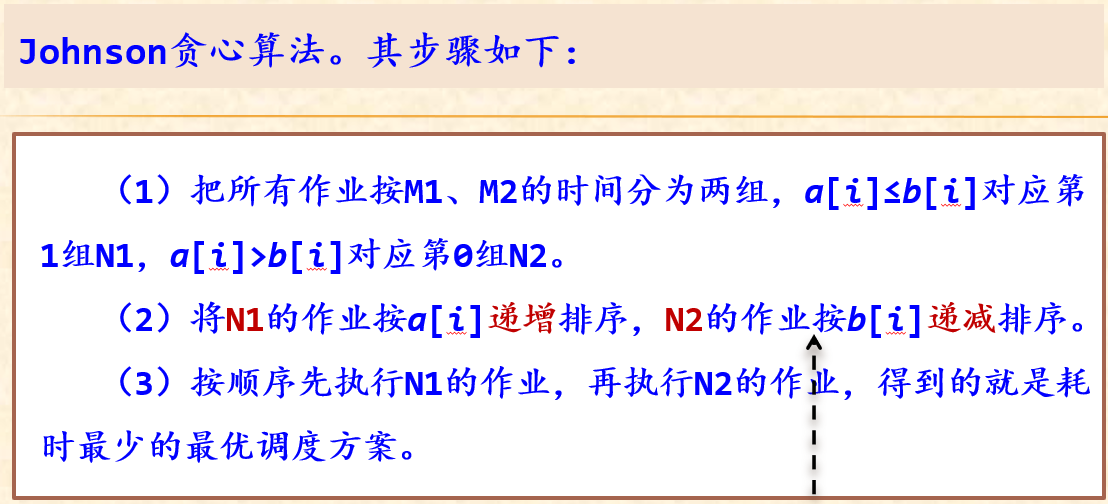 Johnson贪心算法。其步骤如下：
（1）把所有作业按M1、M2的时间分为两组，a[i]≤b[i]对应第
1组N1，a[i]>b[i]对应第0组N2。
（2）将N1的作业按a[i]递增排序，N2的作业按b[i]递减排序。
（3）按顺序先执行N1的作业，再执行N2的作业，得到的就是耗
时最少的最优调度方案。